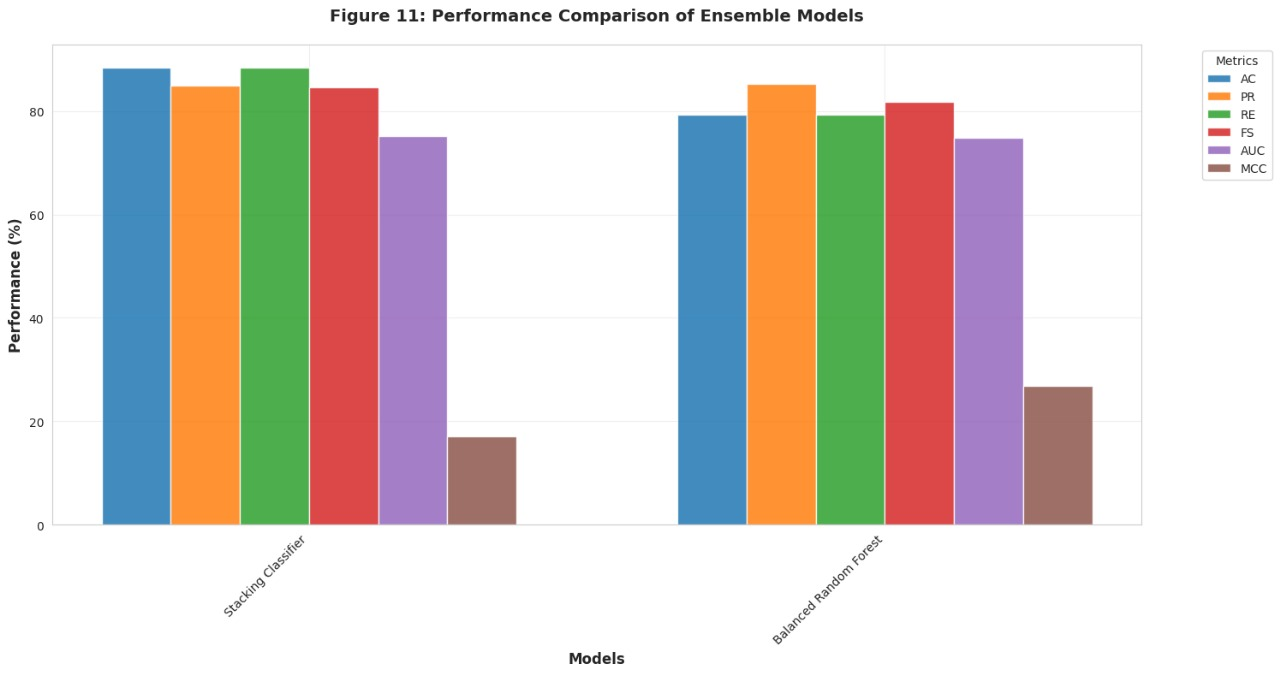 Figure 11: Performance Comparison of Ensemble Models
Metrics
AC
PR
RE
FS
AUC
MCC
Performance (%)
80
60
40
20
0
Stacking Classifier
Balanced Random Forest
Models